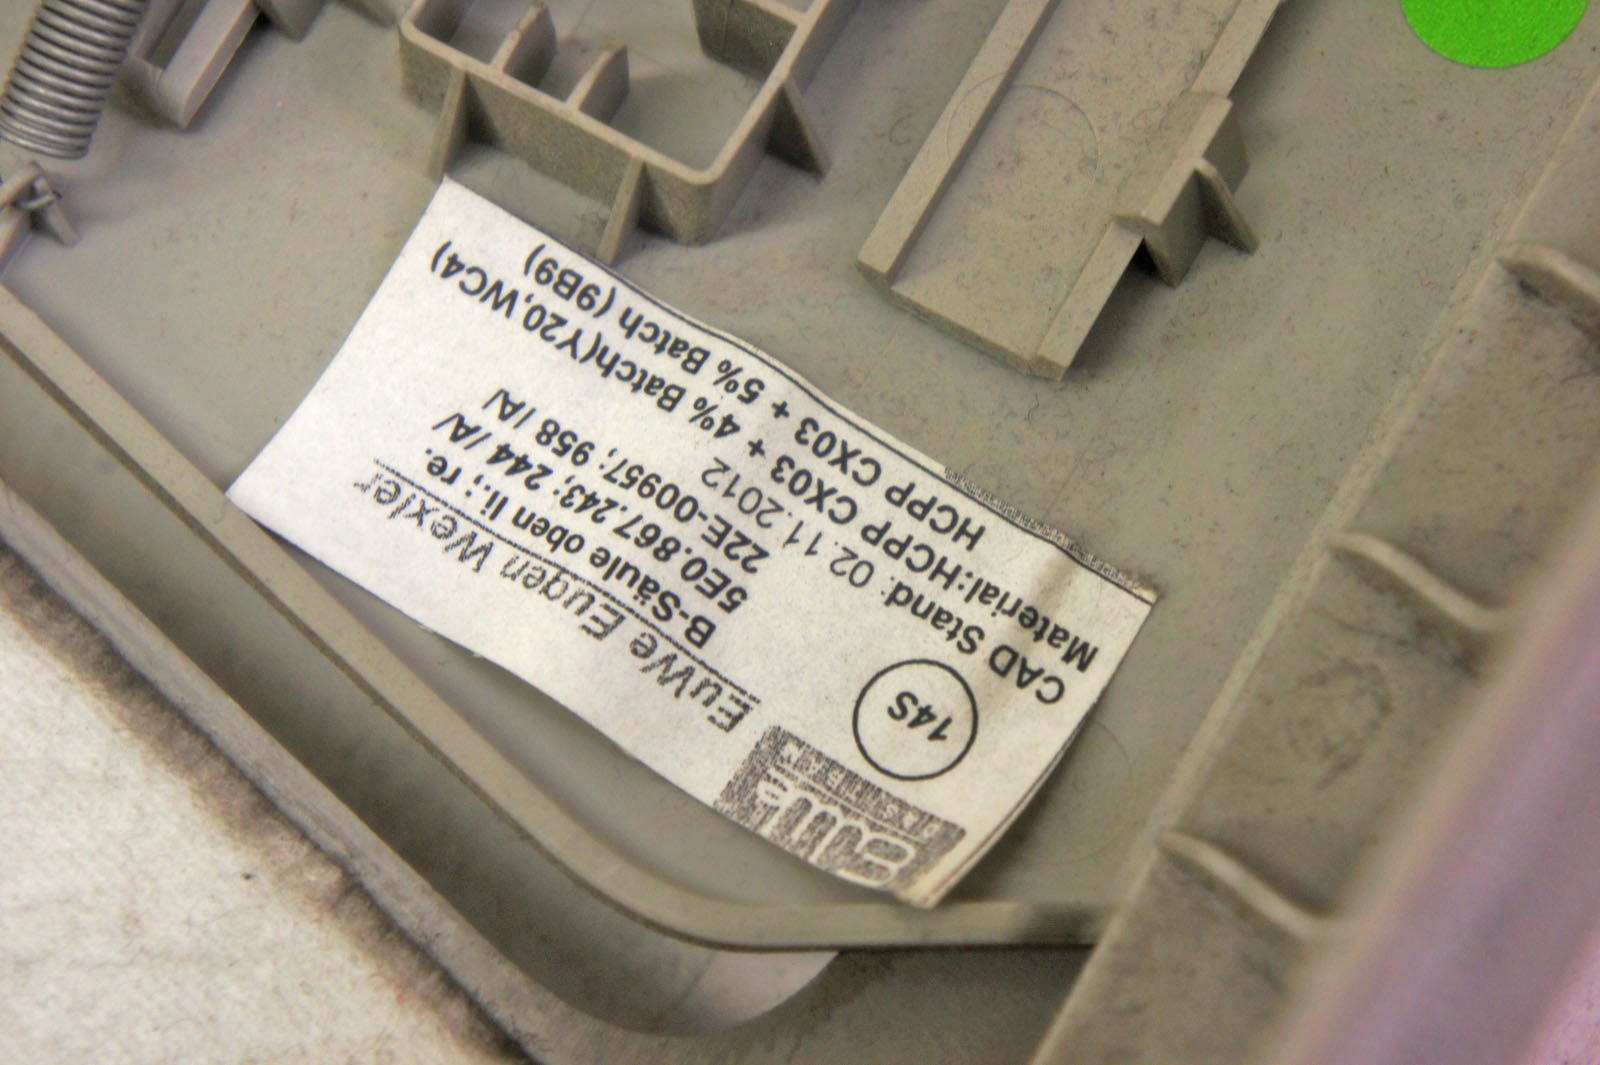 EuWe Eugen Wexler
B-Säule oben li.; re.
5E0.867.243; 244 /A/
22E-00957; 958 /A/
14S
CAD Stand: 02.11.2012
Material:HCPP CX03 + 4% Batch(Y20,WC4)
HCPP CX03 + 5% Batch (9B9)